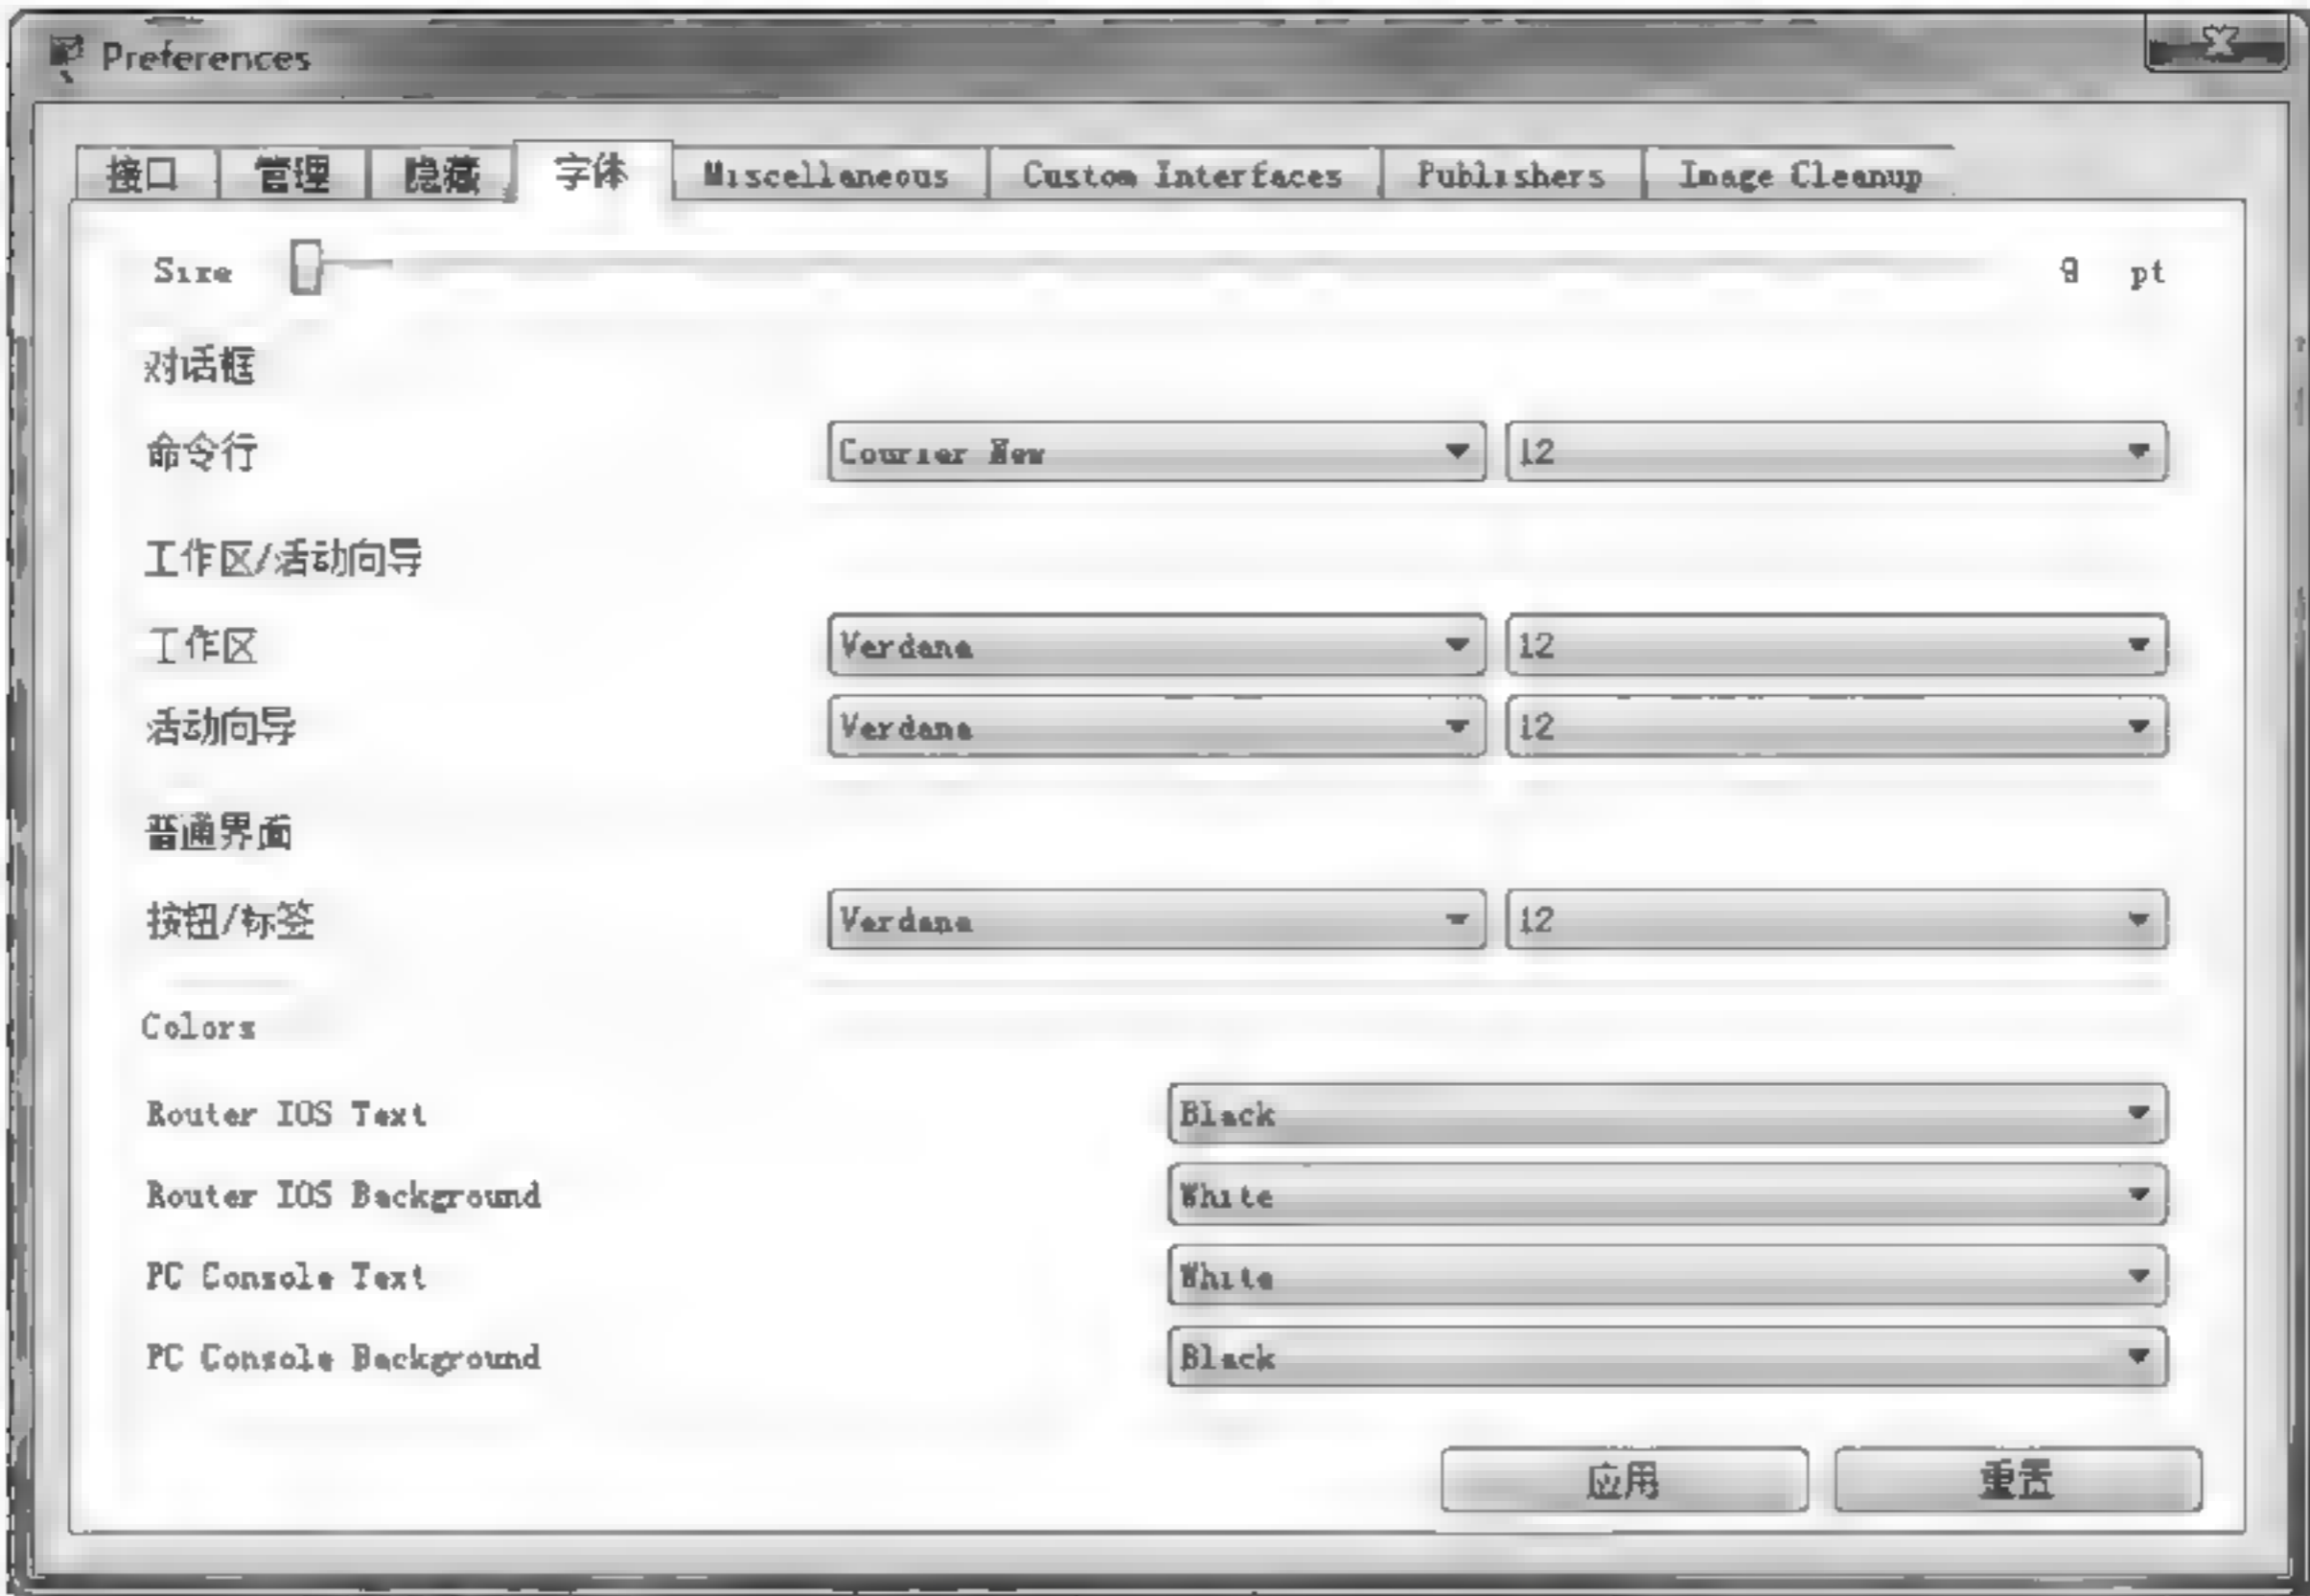 Preferences
接口 管理 隐藏 字体 Miscellaneous Custom Interfaces Publishers Image Cleanup
Size 9 pt
对话框
命令行 Courier New 12
工作区/活动向导
工作区 Verdana 12
活动向导 Verdana 12
普通界面
按钮/标签 Verdana 12
Colors
Router IOS Text Black
Router IOS Background White
PC Console Text White
PC Console Background Black
应用 重置